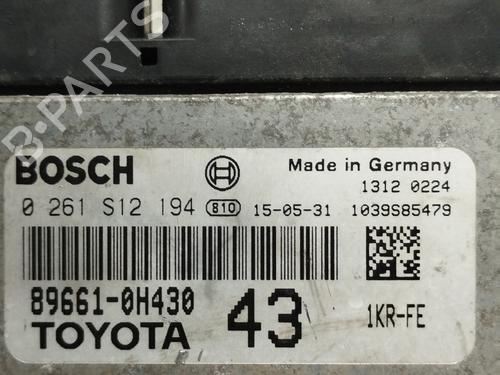 B-PARTS
BOSCH
Made in Germany
1312 0224
0 261 S12 194 810 15-05-31 1039S85479
89661-0H430
TOYOTA 43 1KR-FE